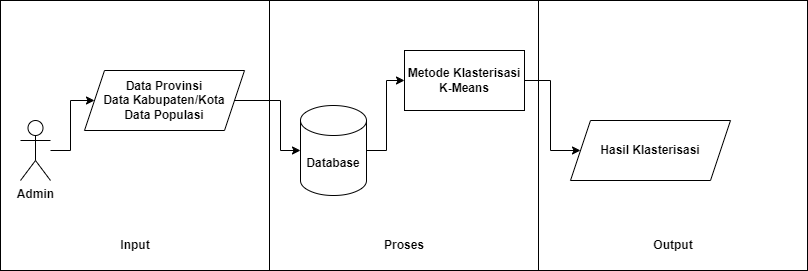 Data Provinsi
Data Kabupaten/Kota
Data Populasi
Admin
Input
Database
Metode Klasterisasi
K-Means
Proses
Hasil Klasterisasi
Output